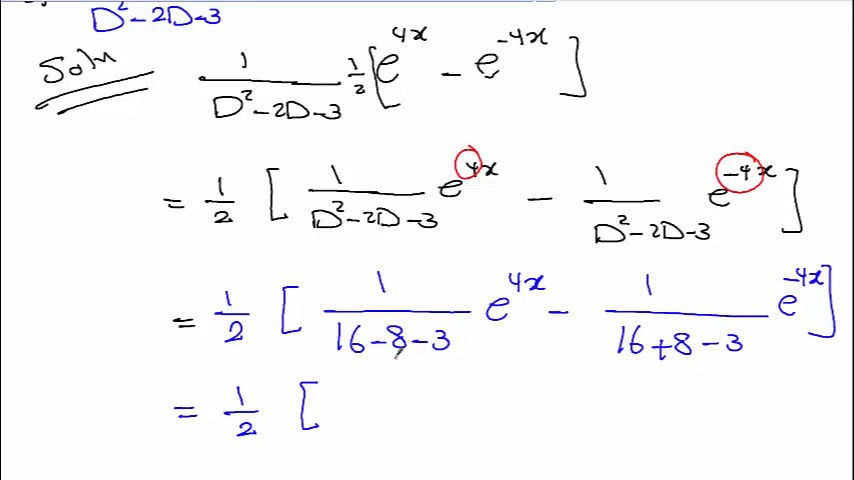 D²-2D-3
Soln 1/(D²-2D-3) 1/2 [e^{4x} - e^{-4x}]
= 1/2 [ 1/(D²-2D-3) e^{4x} - 1/(D²-2D-3) e^{-4x} ]
= 1/2 [ 1/(16-8-3) e^{4x} - 1/(16+8-3) e^{-4x} ]
= 1/2 [